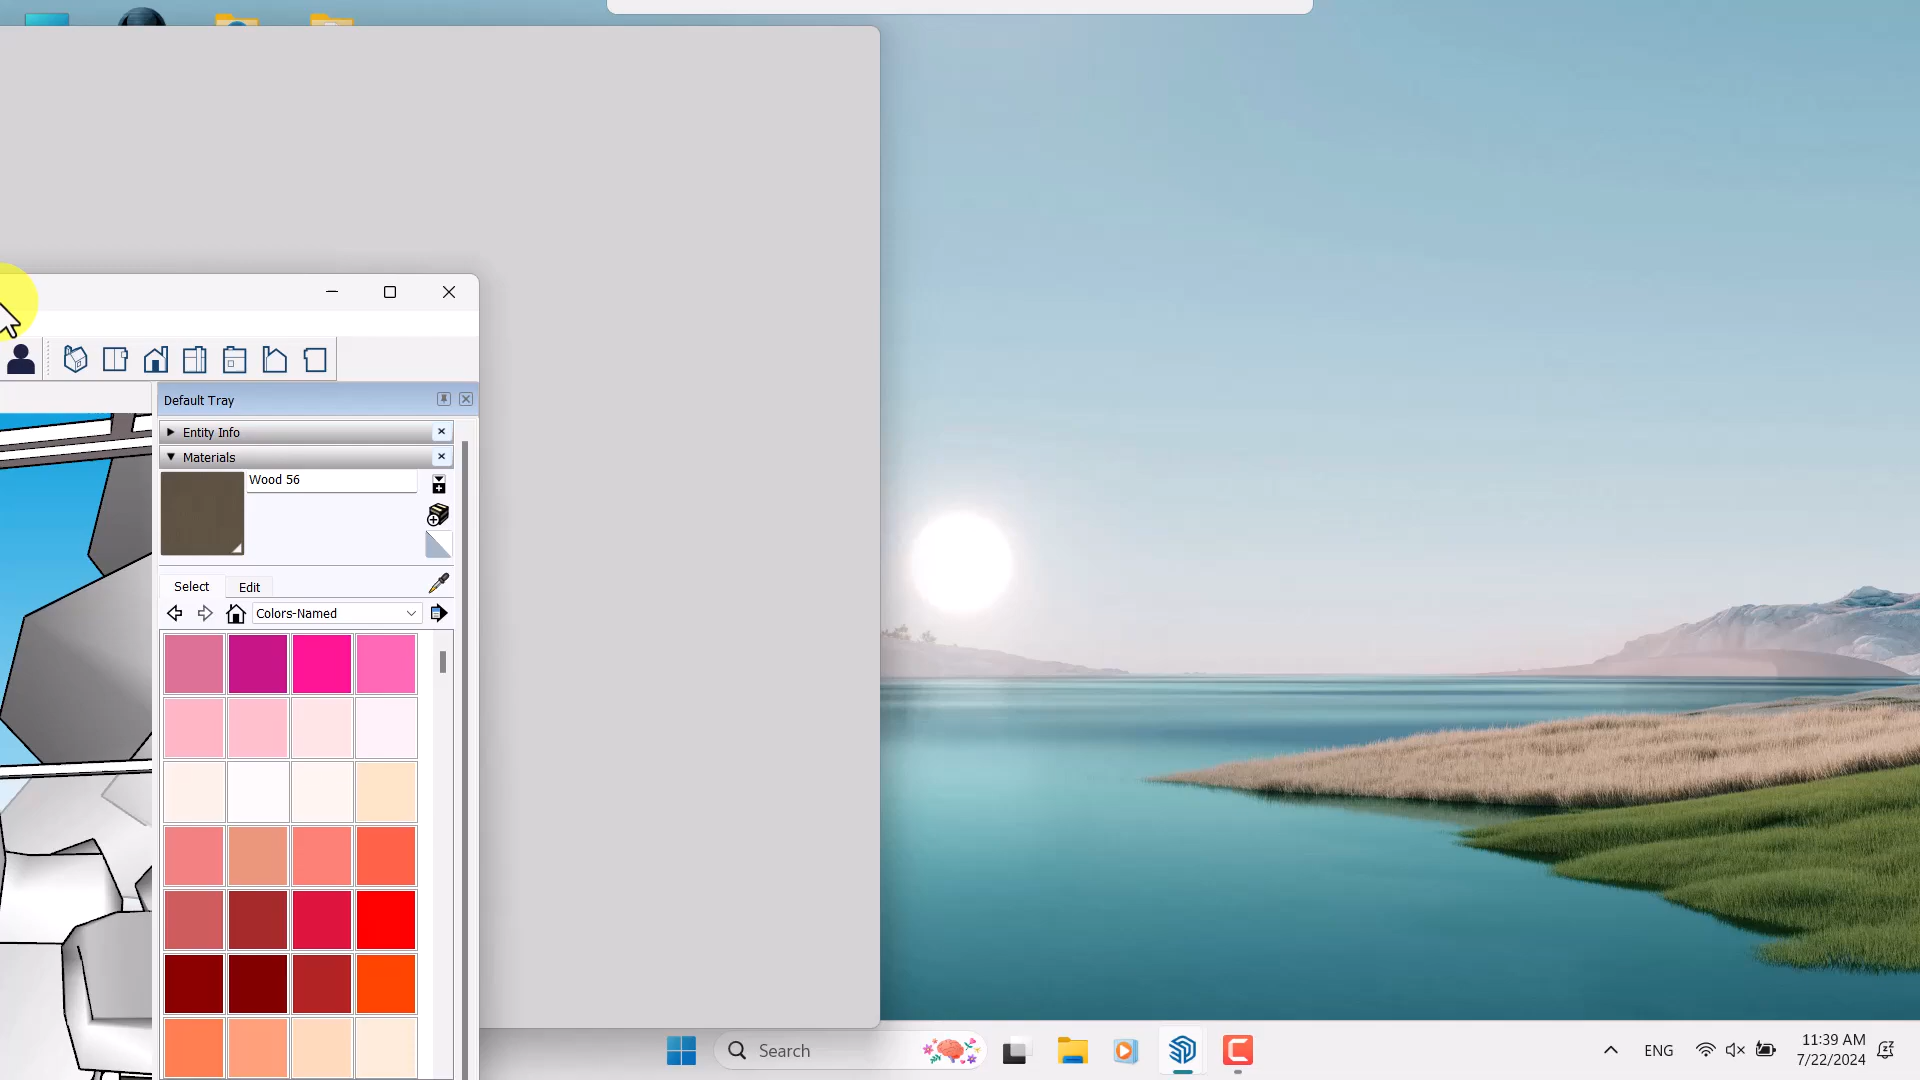 Default Tray
Entity Info
Materials
Wood 56
Select Edit
Colors-Named
Search
ENG
11:39 AM
7/22/2024